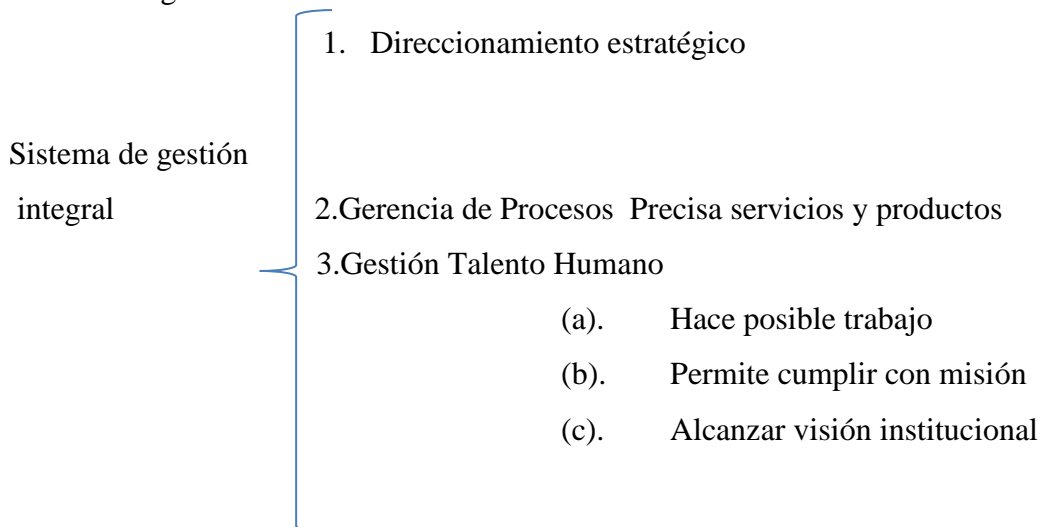 1. Direccionamiento estratégico
Sistema de gestión
integral
2.Gerencia de Procesos Precisa servicios y productos
3.Gestión Talento Humano
(a). Hace posible trabajo
(b). Permite cumplir con misión
(c). Alcanzar visión institucional